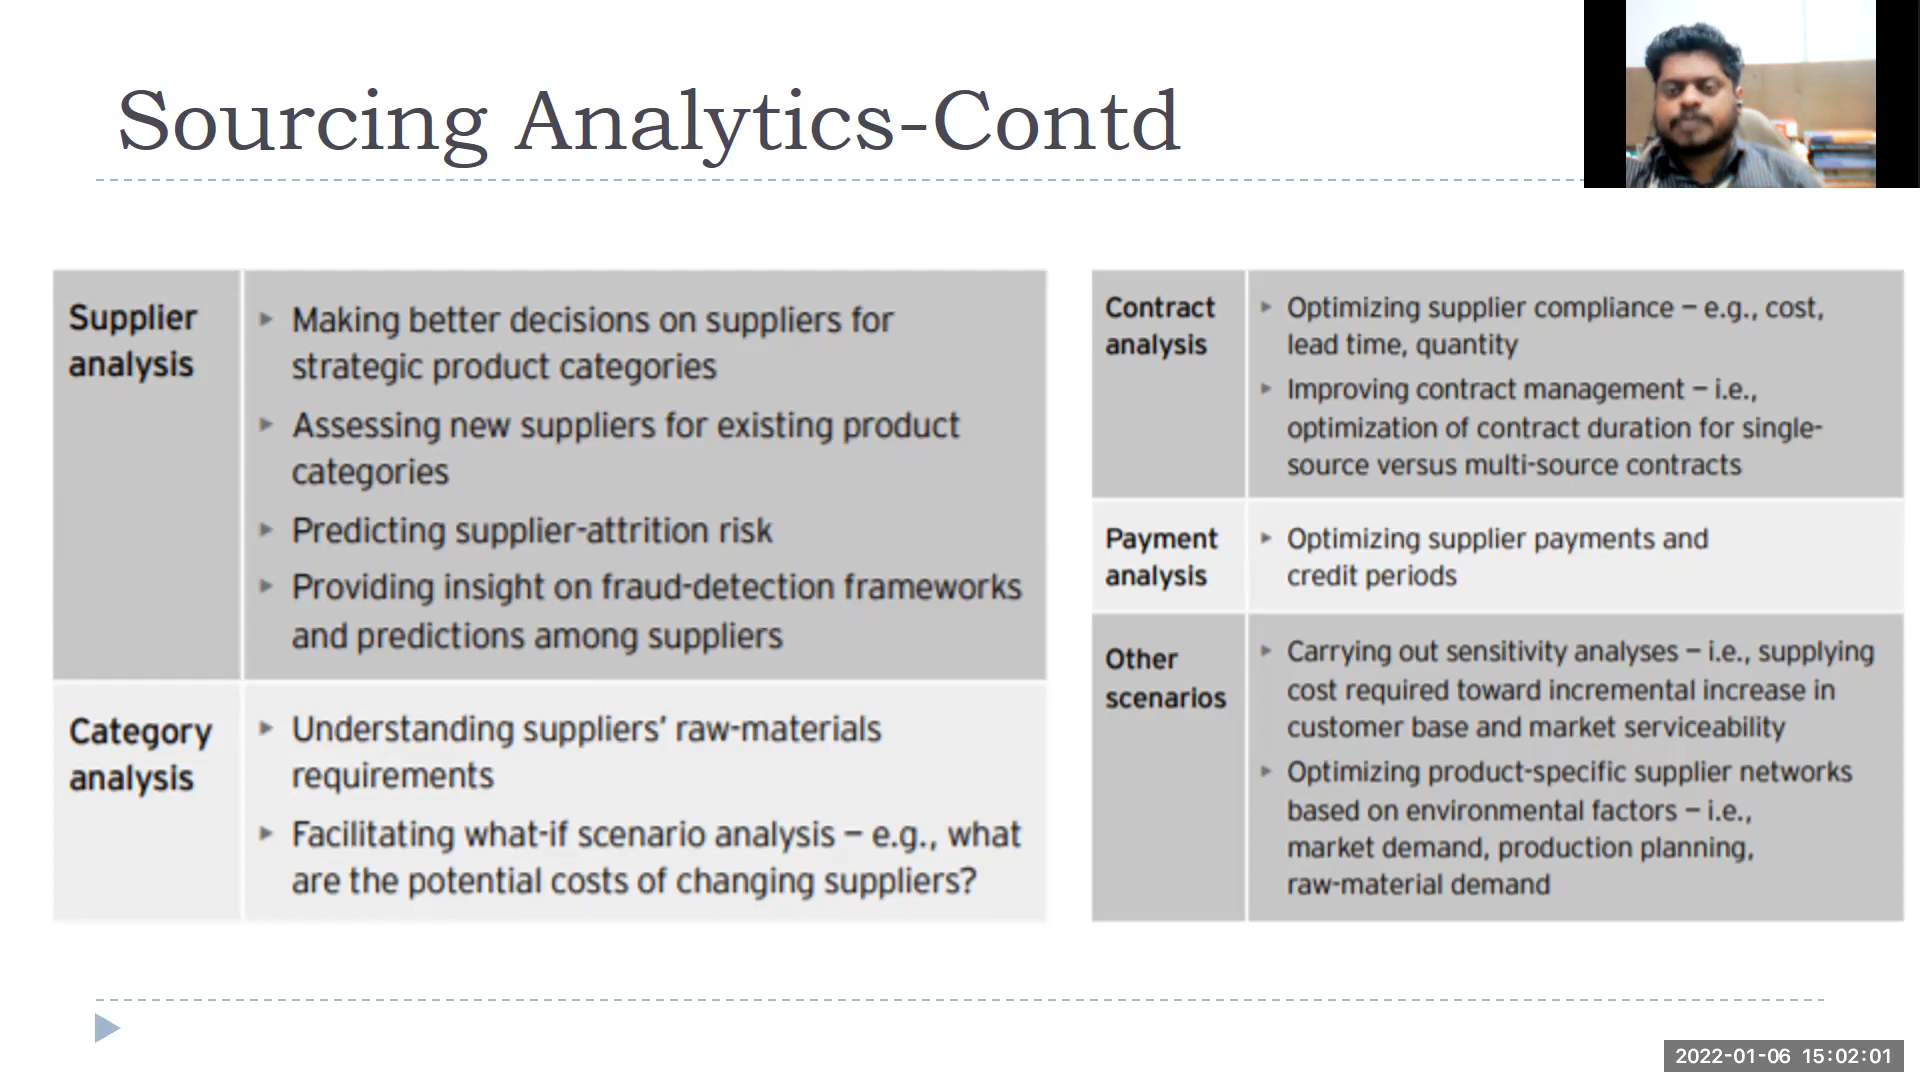 Sourcing Analytics-Contd
Supplier
analysis
Making better decisions on suppliers for
strategic product categories
Assessing new suppliers for existing product
categories
Predicting supplier-attrition risk
Providing insight on fraud-detection frameworks
and predictions among suppliers
Category
analysis
Understanding suppliers’ raw-materials
requirements
Facilitating what-if scenario analysis – e.g., what
are the potential costs of changing suppliers?
Contract
analysis
Optimizing supplier compliance – e.g., cost,
lead time, quantity
Improving contract management – i.e.,
optimization of contract duration for single-
source versus multi-source contracts
Payment
analysis
Optimizing supplier payments and
credit periods
Other
scenarios
Carrying out sensitivity analyses – i.e., supplying
cost required toward incremental increase in
customer base and market serviceability
Optimizing product-specific supplier networks
based on environmental factors – i.e.,
market demand, production planning,
raw-material demand
2022-01-06 15:02:01